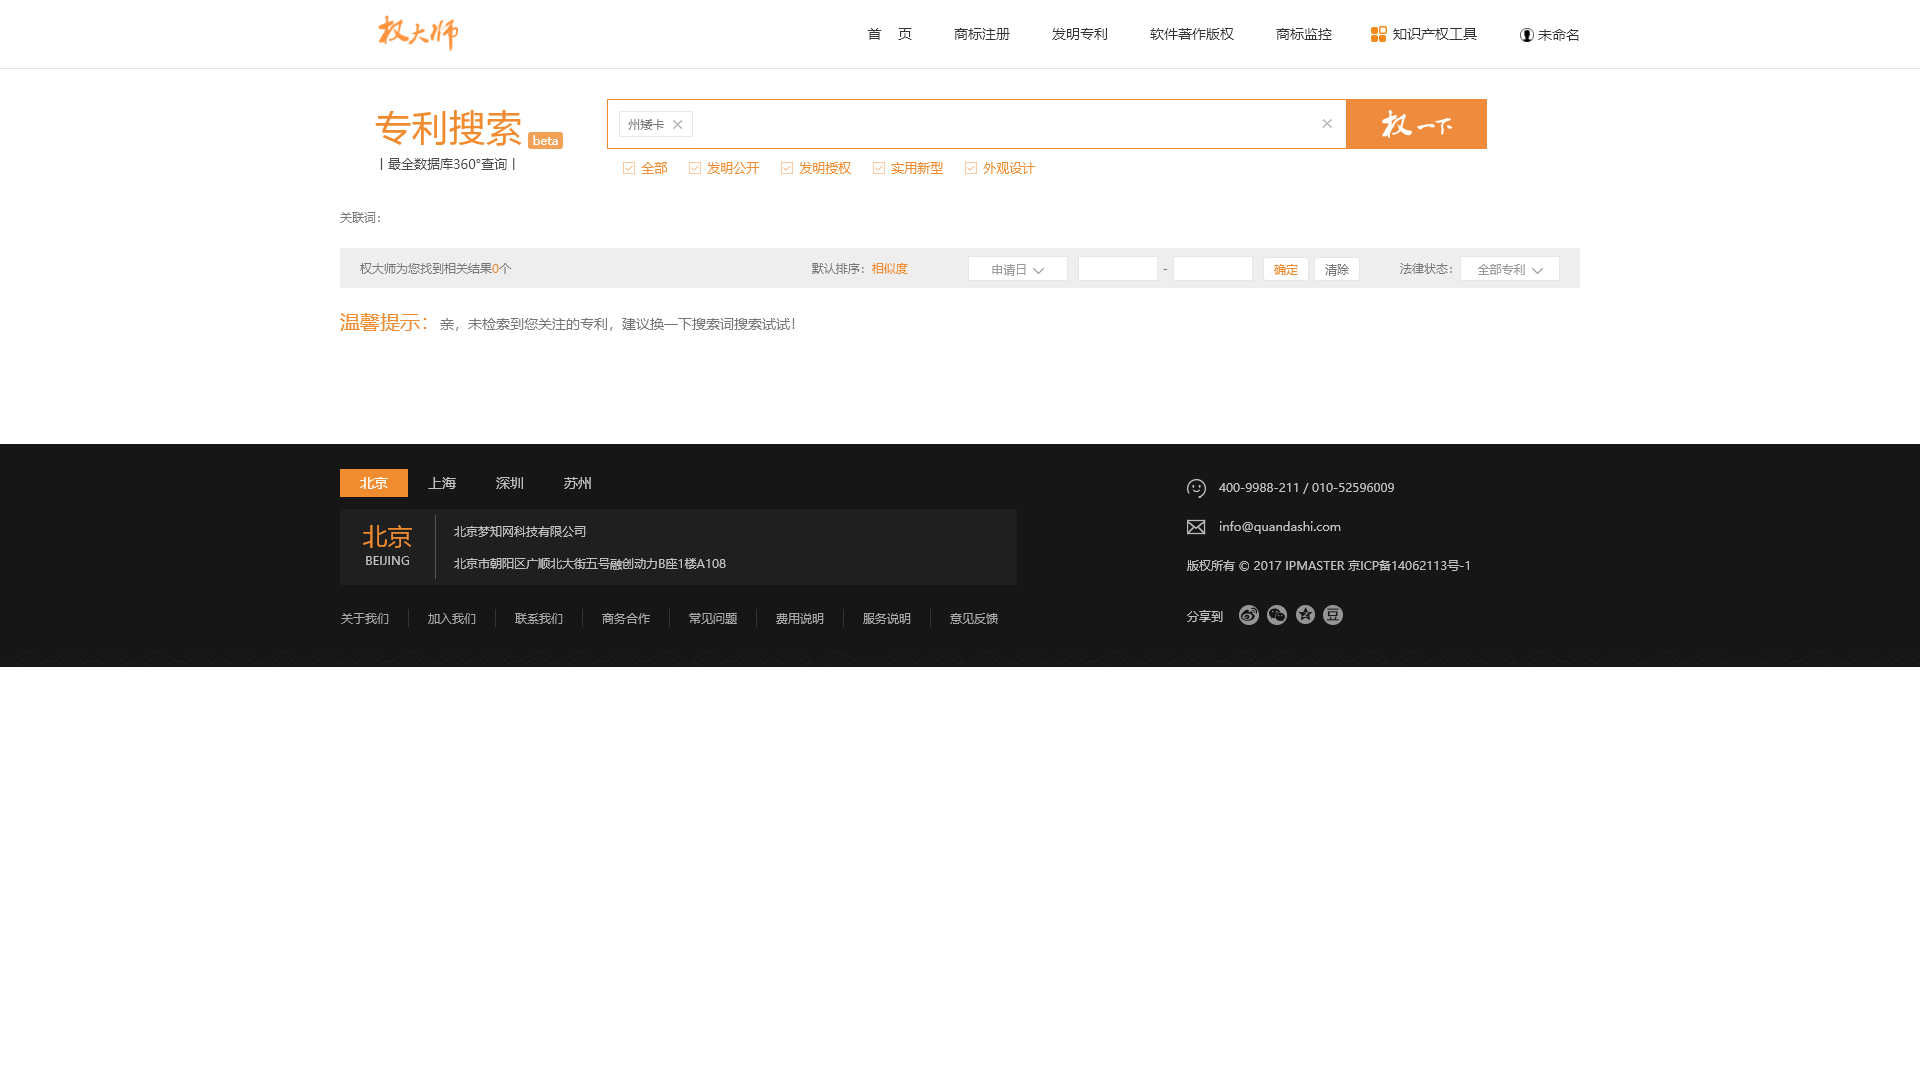 权大师
首 页 商标注册 发明专利 软件著作版权 商标监控 知识产权工具 未命名
专利搜索 beta
丨最全数据库360°查询丨
州矮卡
权一下
全部 发明公开 发明授权 实用新型 外观设计
关联词：
权大师为您找到相关结果0个 默认排序：相似度 申请日 - 确定 清除 法律状态： 全部专利
温馨提示：亲，未检索到您关注的专利，建议换一下搜索词搜索试试！
北京 上海 深圳 苏州
北京
BEIJING
北京梦知网科技有限公司
北京市朝阳区广顺北大街五号融创动力B座1楼A108
关于我们 加入我们 联系我们 商务合作 常见问题 费用说明 服务说明 意见反馈
400-9988-211 / 010-52596009
info@quandashi.com
版权所有 © 2017 IPMASTER 京ICP备14062113号-1
分享到 豆